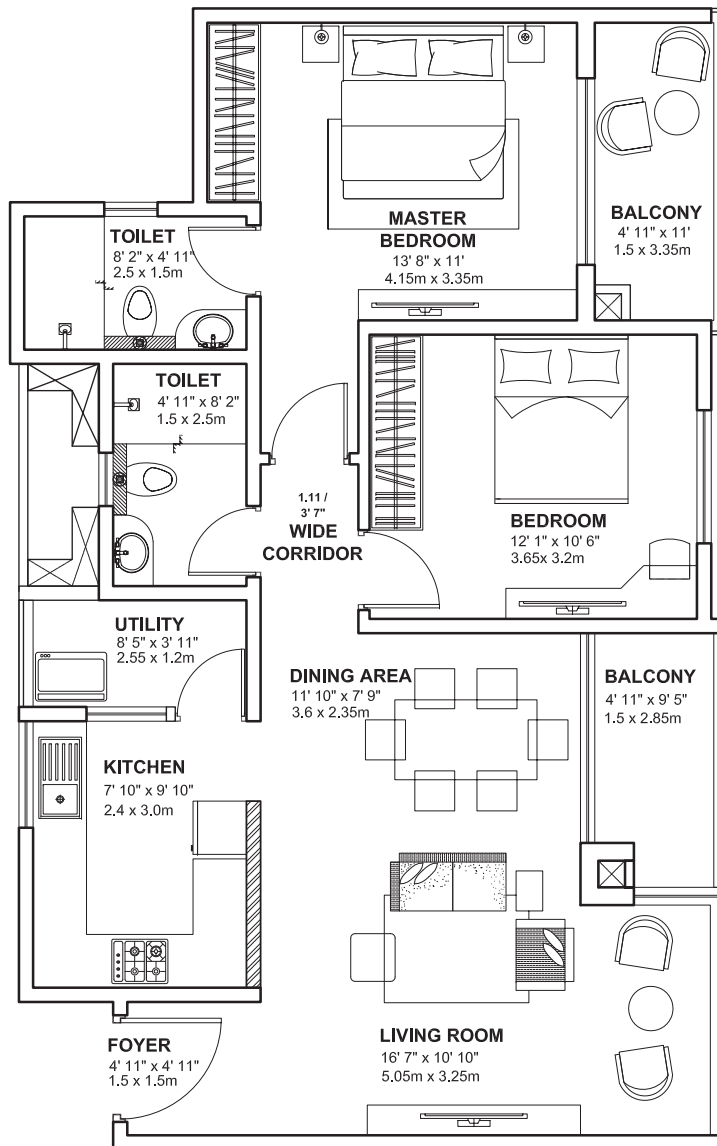 MASTER
BEDROOM
13' 8" x 11'
4.15m x 3.35m
BALCONY
4' 11" x 11'
1.5 x 3.35m
TOILET
8' 2" x 4' 11"
2.5 x 1.5m
TOILET
4' 11" x 8' 2"
1.5 x 2.5m
1.11 /
3' 7"
WIDE
CORRIDOR
BEDROOM
12' 1" x 10' 6"
3.65x 3.2m
UTILITY
8' 5" x 3' 11"
2.55 x 1.2m
DINING AREA
11' 10" x 7' 9"
3.6 x 2.35m
BALCONY
4' 11" x 9' 5"
1.5 x 2.85m
KITCHEN
7' 10" x 9' 10"
2.4 x 3.0m
FOYER
4' 11" x 4' 11"
1.5 x 1.5m
LIVING ROOM
16' 7" x 10' 10"
5.05m x 3.25m